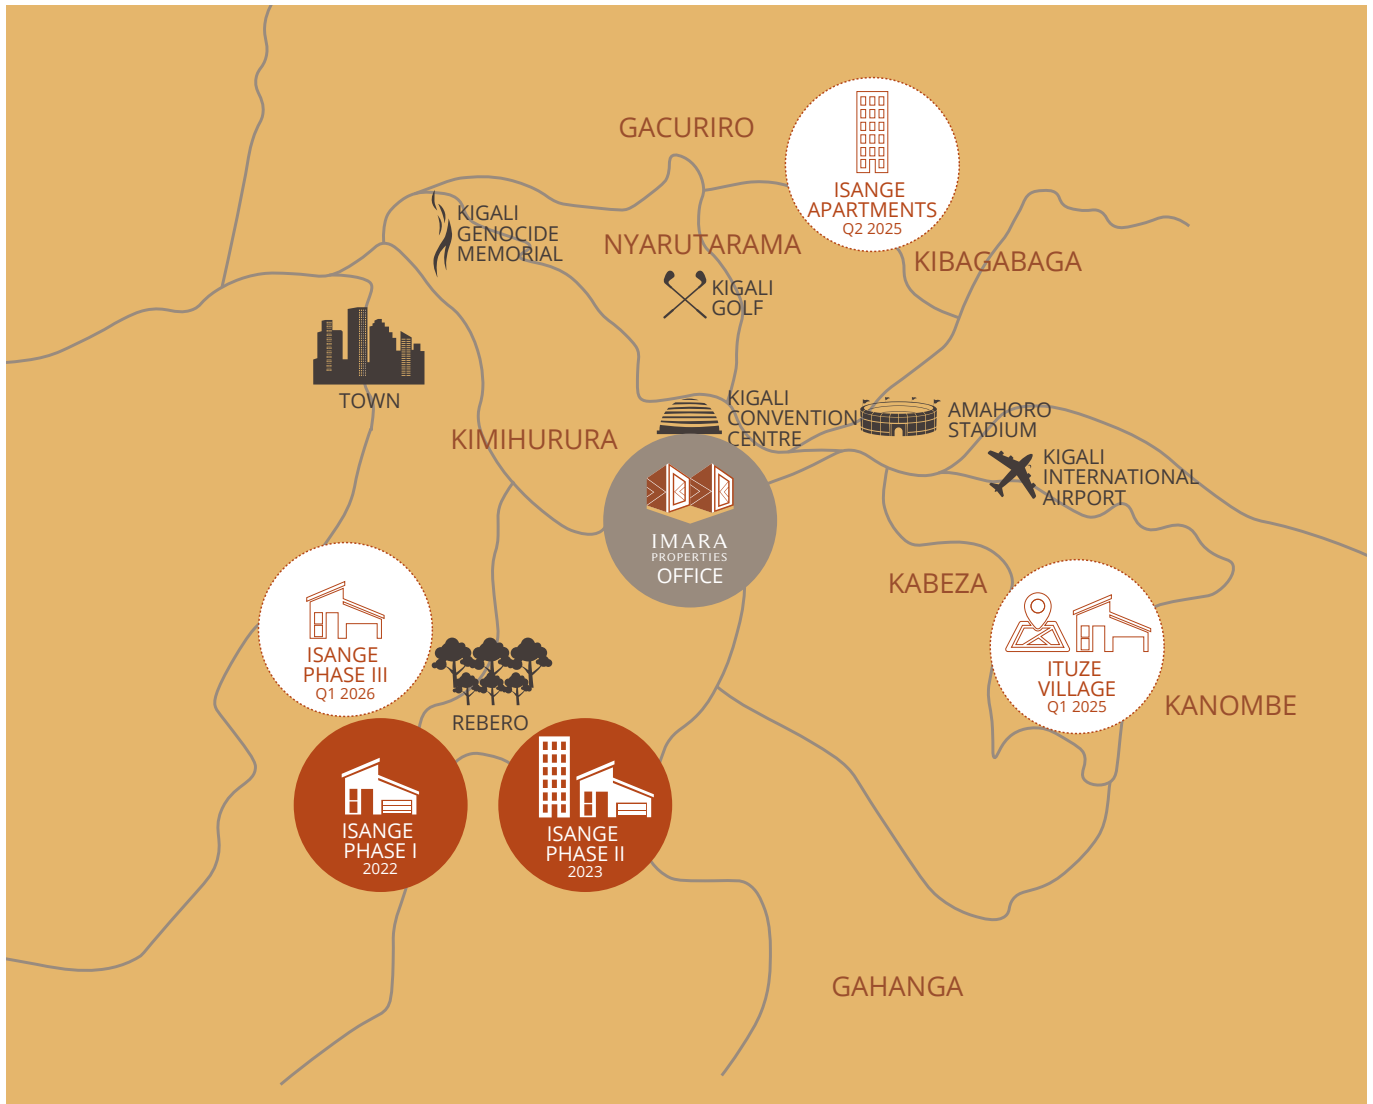 GACURIRO
ISANGE
APARTMENTS
Q2 2025
KIGALI
GENOCIDE
MEMORIAL
NYARUTARAMA
KIBAGABAGA
KIGALI
GOLF
TOWN
KIMIHURURA
KIGALI
CONVENTION
CENTRE
AMAHORO
STADIUM
KIGALI
INTERNATIONAL
AIRPORT
IMARA
PROPERTIES
OFFICE
KABEZA
ISANGE
PHASE III
Q1 2026
ITUZE
VILLAGE
Q1 2025
KANOMBE
REBERO
ISANGE
PHASE I
2022
ISANGE
PHASE II
2023
GAHANGA